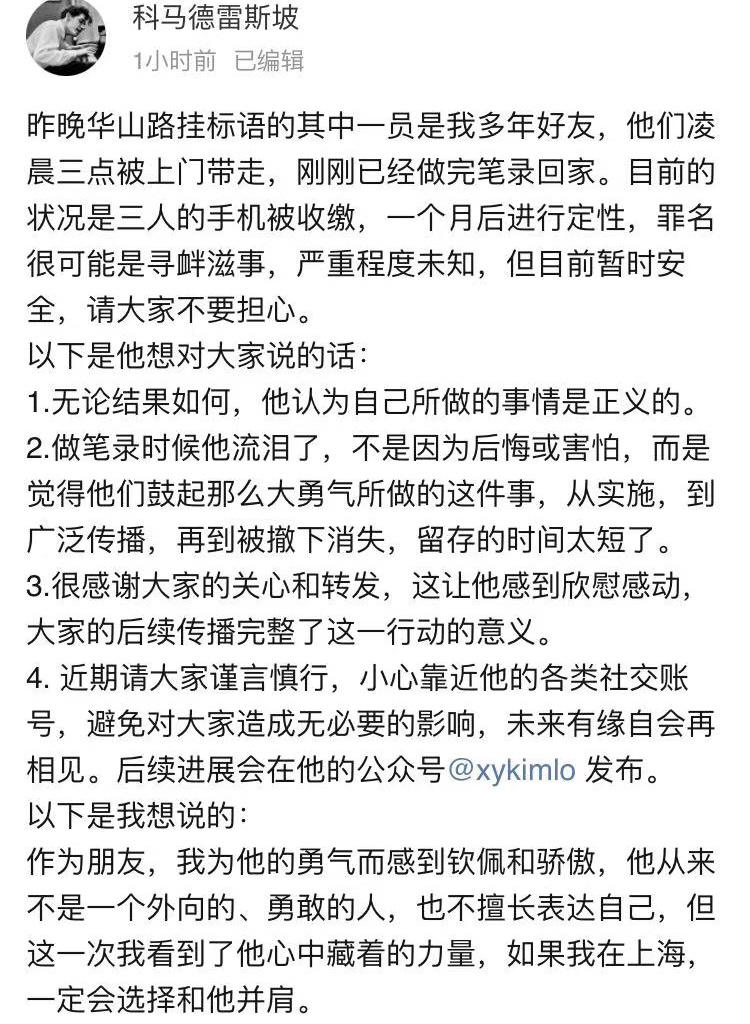 科马德雷斯坡
1小时前 已编辑
昨晚华山路挂标语的其中一员是我多年好友，他们凌
晨三点被上门带走，刚刚已经做完笔录回家。目前的
状况是三人的手机被收缴，一个月后进行定性，罪名
很可能是寻衅滋事，严重程度未知，但目前暂时安
全，请大家不要担心。
以下是他想对大家说的话：
1.无论结果如何，他认为自己所做的事情是正义的。
2.做笔录时候他流泪了，不是因为后悔或害怕，而是
觉得他们鼓起那么大勇气所做的这件事，从实施，到
广泛传播，再到被撤下消失，留存的时间太短了。
3.很感谢大家的关心和转发，这让他感到欣慰感动，
大家的后续传播完整了这一行动的意义。
4. 近期请大家谨言慎行，小心靠近他的各类社交账
号，避免对大家造成无必要的影响，未来有缘自会再
相见。后续进展会在他的公众号@xykimlo 发布。
以下是我想说的：
作为朋友，我为他的勇气而感到钦佩和骄傲，他从来
不是一个外向的、勇敢的人，也不擅长表达自己，但
这一次我看到了他心中藏着的力量，如果我在上海，
一定会选择和他并肩。